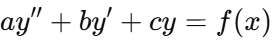 ay″ + by′ + cy = f(x)